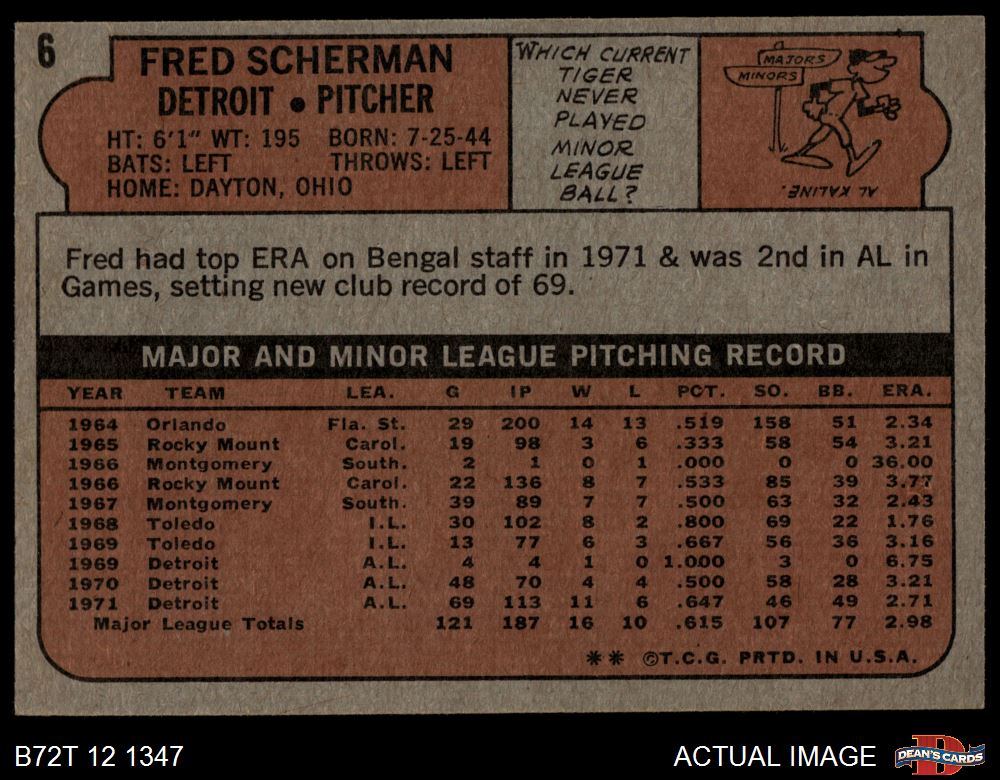 6
FRED SCHERMAN
DETROIT • PITCHER
HT: 6'1" WT: 195 BORN: 7-25-44
BATS: LEFT THROWS: LEFT
HOME: DAYTON, OHIO
WHICH CURRENT
TIGER
NEVER
PLAYED
MINOR
LEAGUE
BALL?
MAJORS
MINORS
AL KALINE.
Fred had top ERA on Bengal staff in 1971 & was 2nd in AL in
Games, setting new club record of 69.
MAJOR AND MINOR LEAGUE PITCHING RECORD
YEAR TEAM LEA. G IP W L PCT. SO. BB. ERA.
1964 Orlando Fla. St. 29 200 14 13 .519 158 51 2.34
1965 Rocky Mount Carol. 19 98 3 6 .333 58 54 3.21
1966 Montgomery South. 2 1 0 1 .000 0 0 36.00
1966 Rocky Mount Carol. 22 136 8 7 .533 85 39 3.77
1967 Montgomery South. 39 89 7 7 .500 63 32 2.43
1968 Toledo I.L. 30 102 8 2 .800 69 22 1.76
1969 Toledo I.L. 13 77 6 3 .667 56 36 3.16
1969 Detroit A.L. 4 4 1 0 1.000 3 0 6.75
1970 Detroit A.L. 48 70 4 4 .500 58 28 3.21
1971 Detroit A.L. 69 113 11 6 .647 46 49 2.71
Major League Totals 121 187 16 10 .615 107 77 2.98
** ©T.C.G. PRTD. IN U.S.A.
B72T 12 1347
ACTUAL IMAGE
DEAN'S CARDS